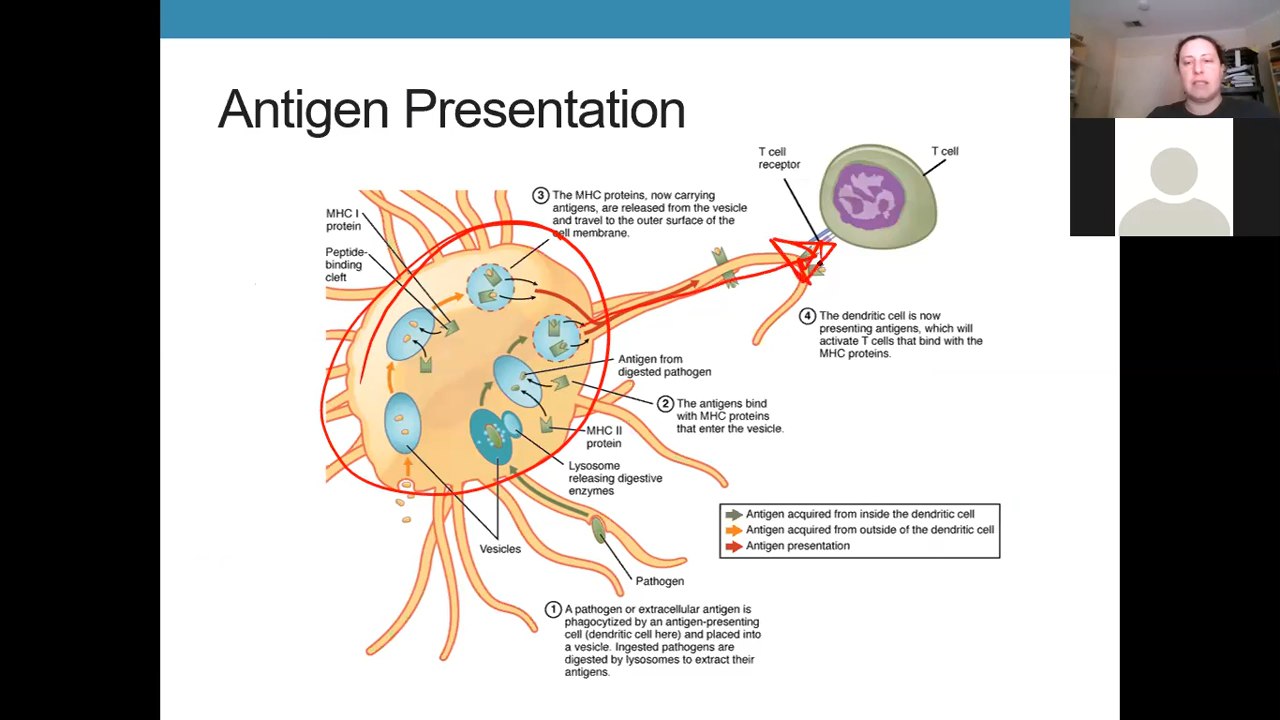 Antigen Presentation
T cell
receptor
T cell
3 The MHC proteins, now carrying
antigens, are released from the vesicle
and travel to the outer surface of the
cell membrane.
MHC I
protein
Peptide-
binding
cleft
4 The dendritic cell is now
presenting antigens, which will
activate T cells that bind with the
MHC proteins.
Antigen from
digested pathogen
2 The antigens bind
with MHC proteins
that enter the vesicle.
MHC II
protein
Lysosome
releasing digestive
enzymes
Antigen acquired from inside the dendritic cell
Antigen acquired from outside of the dendritic cell
Antigen presentation
Vesicles
Pathogen
1 A pathogen or extracellular antigen is
phagocytized by an antigen-presenting
cell (dendritic cell here) and placed into
a vesicle. Ingested pathogens are
digested by lysosomes to extract their
antigens.